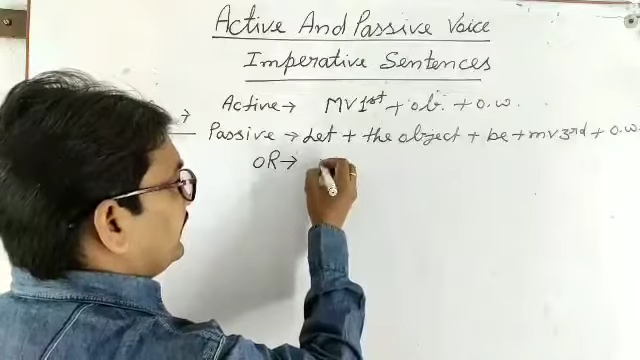 Active And Passive Voice
Imperative Sentences
→ Active → MV1st + ob. + o.w.
Passive → Let + the object + be + mv3rd + o.w.
OR →